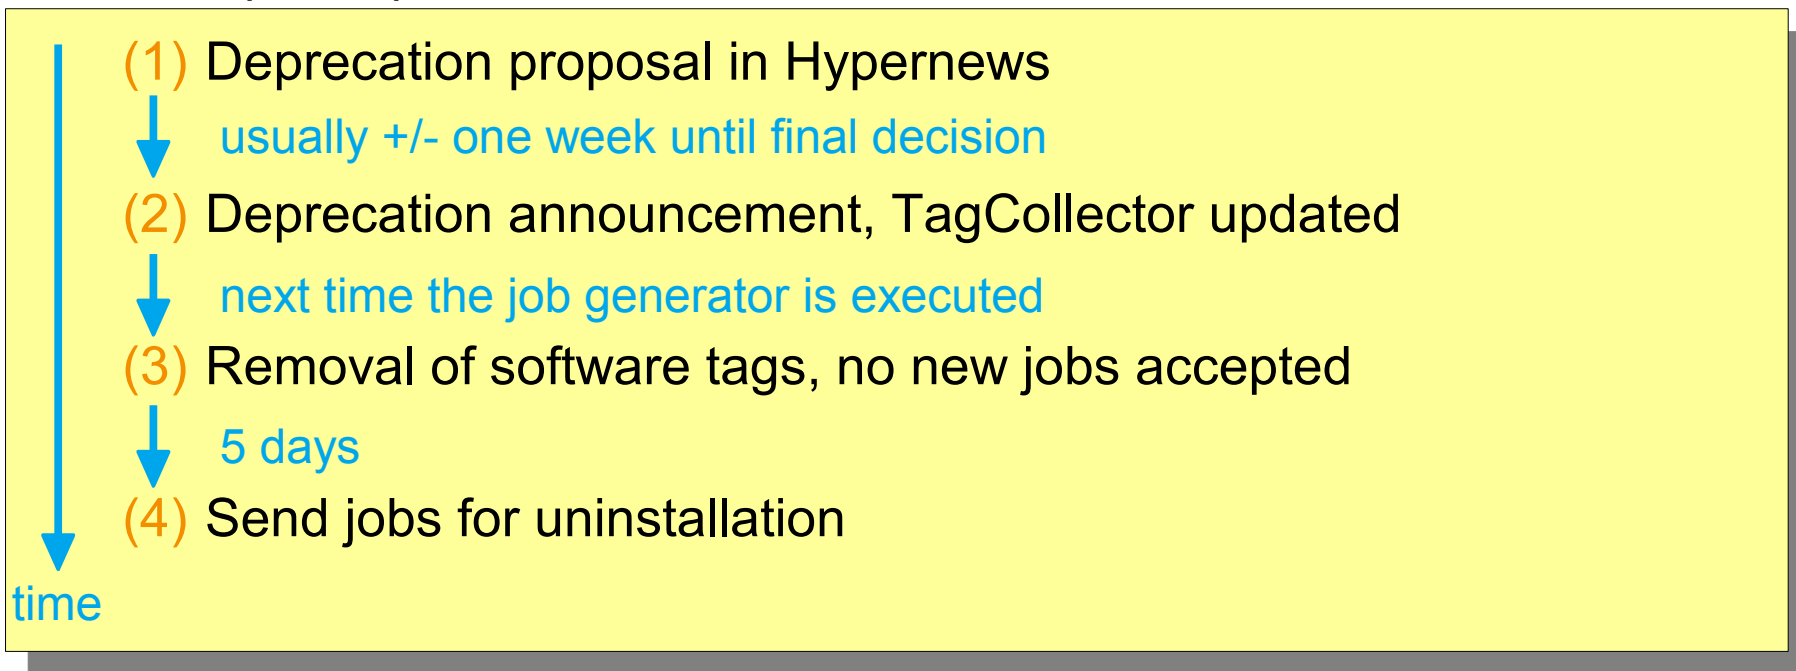 (1) Deprecation proposal in Hypernews
usually +/- one week until final decision
(2) Deprecation announcement, TagCollector updated
next time the job generator is executed
(3) Removal of software tags, no new jobs accepted
5 days
(4) Send jobs for uninstallation
time